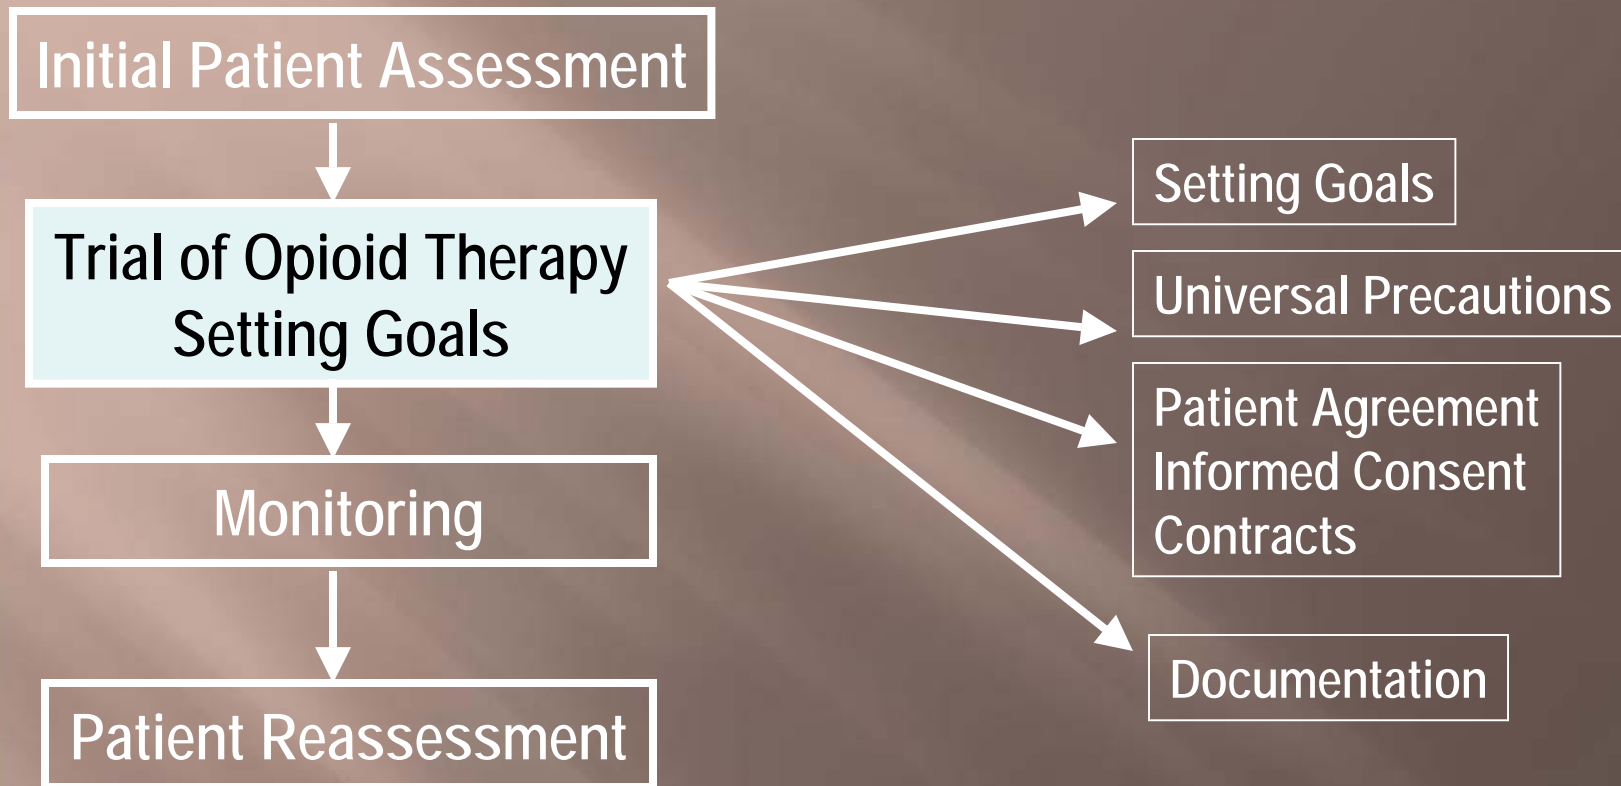 Initial Patient Assessment
Trial of Opioid Therapy
Setting Goals
Monitoring
Patient Reassessment
Setting Goals
Universal Precautions
Patient Agreement
Informed Consent
Contracts
Documentation